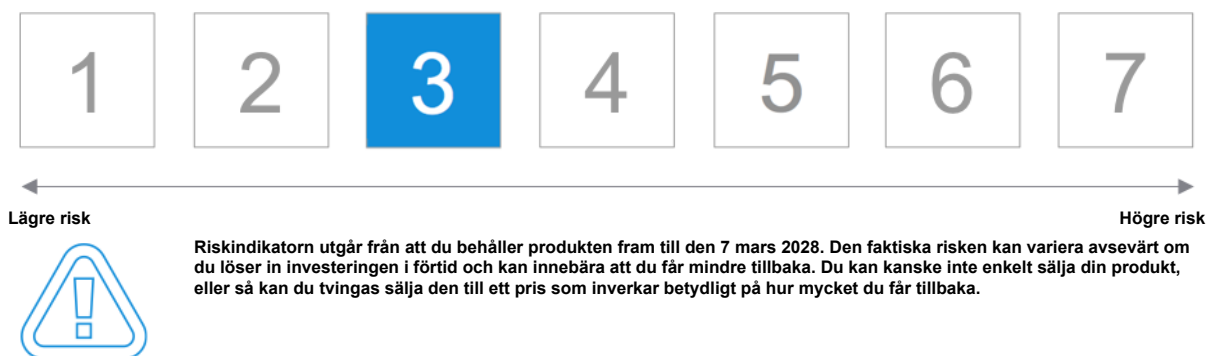 1 2 3 4 5 6 7
Lägre risk Högre risk
Riskindikatorn utgår från att du behåller produkten fram till den 7 mars 2028. Den faktiska risken kan variera avsevärt om
du löser in investeringen i förtid och kan innebära att du får mindre tillbaka. Du kan kanske inte enkelt sälja din produkt,
eller så kan du tvingas sälja den till ett pris som inverkar betydligt på hur mycket du får tillbaka.